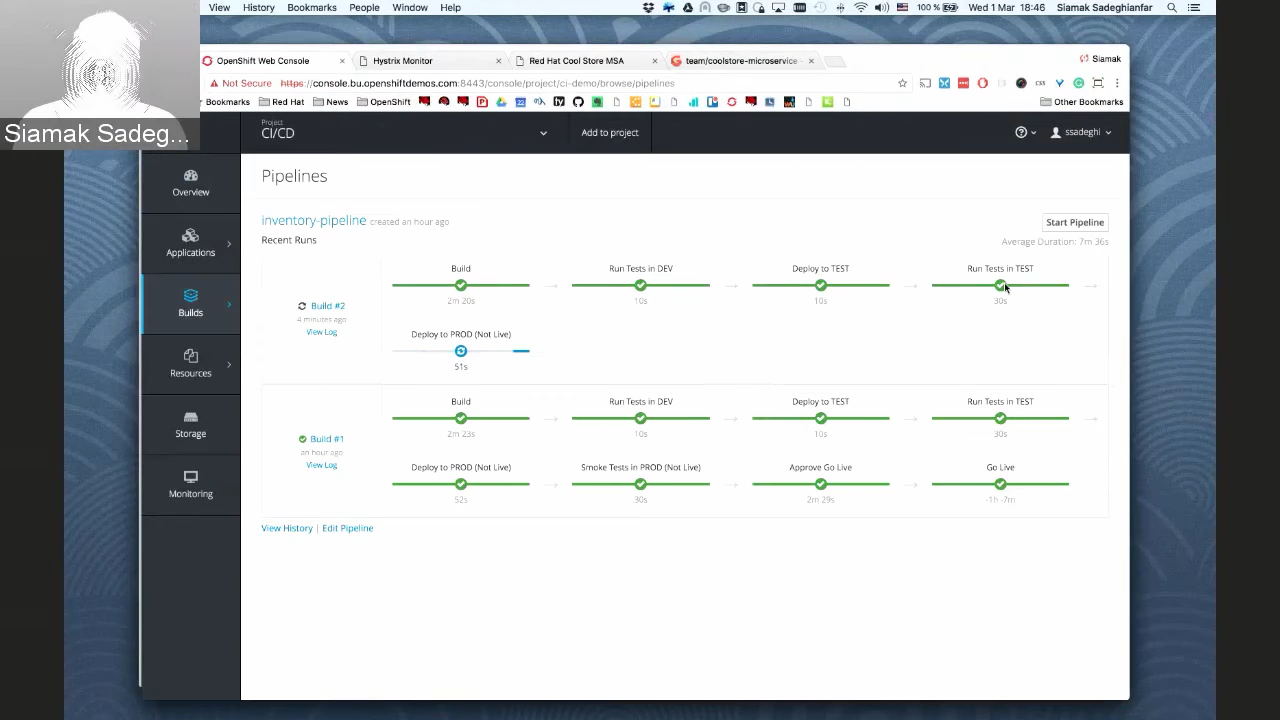 View History Bookmarks People Window Help 100 % Wed 1 Mar 18:46 Siamak Sadeghianfar
OpenShift Web Console × Hystrix Monitor × Red Hat Cool Store MSA × team/coolstore-microservice × Siamak
Not Secure https://console.bu.openshiftdemos.com:8443/console/project/ci-demo/browse/pipelines
Bookmarks Red Hat News OpenShift Other Bookmarks
Siamak Sadeg...
Project
CI/CD Add to project ssadeghi
Overview
Applications
Builds
Resources
Storage
Monitoring
Pipelines
inventory-pipeline created an hour ago Start Pipeline
Recent Runs Average Duration: 7m 36s
Build Run Tests in DEV Deploy to TEST Run Tests in TEST
Build #2
4 minutes ago
View Log
2m 20s 10s 10s 30s
Deploy to PROD (Not Live)
51s
Build Run Tests in DEV Deploy to TEST Run Tests in TEST
Build #1
an hour ago
View Log
2m 23s 10s 10s 30s
Deploy to PROD (Not Live) Smoke Tests in PROD (Not Live) Approve Go Live Go Live
52s 30s 2m 29s -1h -7m
View History | Edit Pipeline